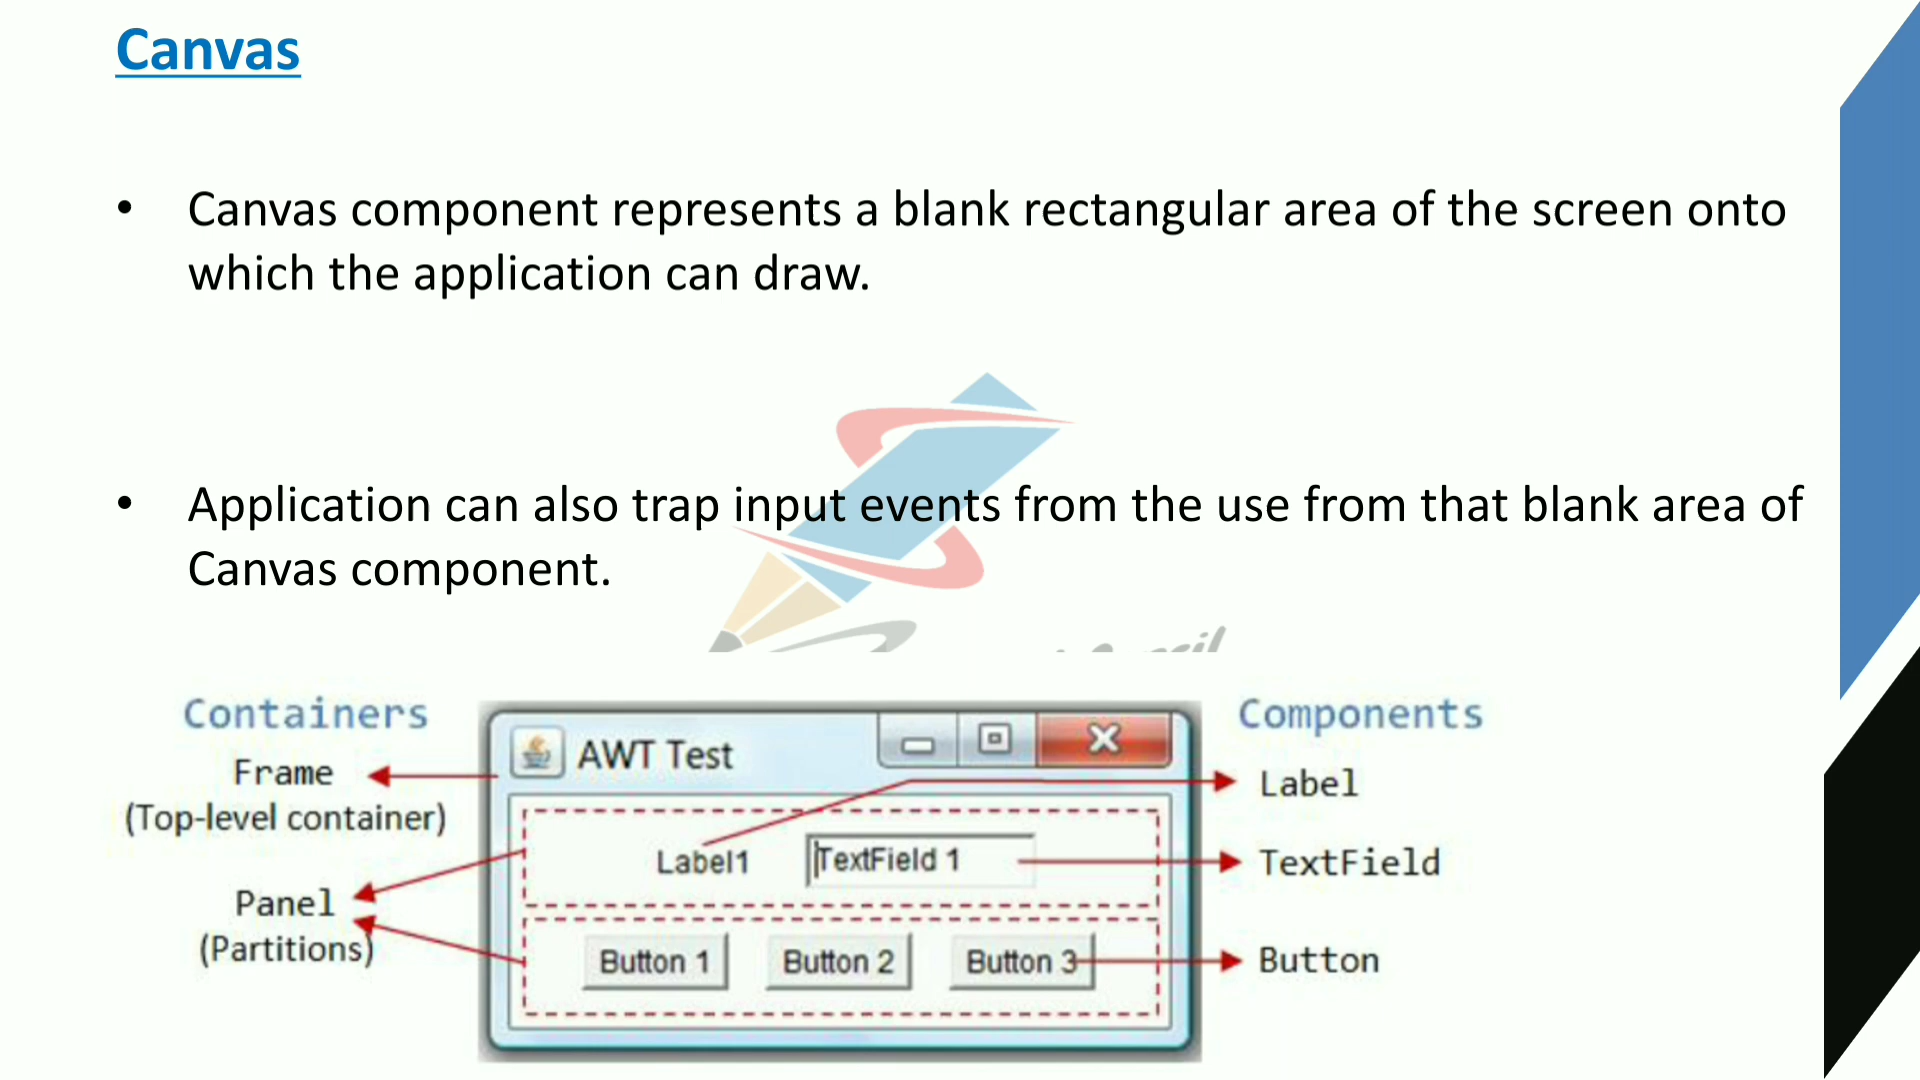 Canvas
• Canvas component represents a blank rectangular area of the screen onto
which the application can draw.
• Application can also trap input events from the use from that blank area of
Canvas component.
Containers
Components
AWT Test
Frame
(Top-level container)
Label
Label1
TextField 1
TextField
Panel
(Partitions)
Button 1
Button 2
Button 3
Button